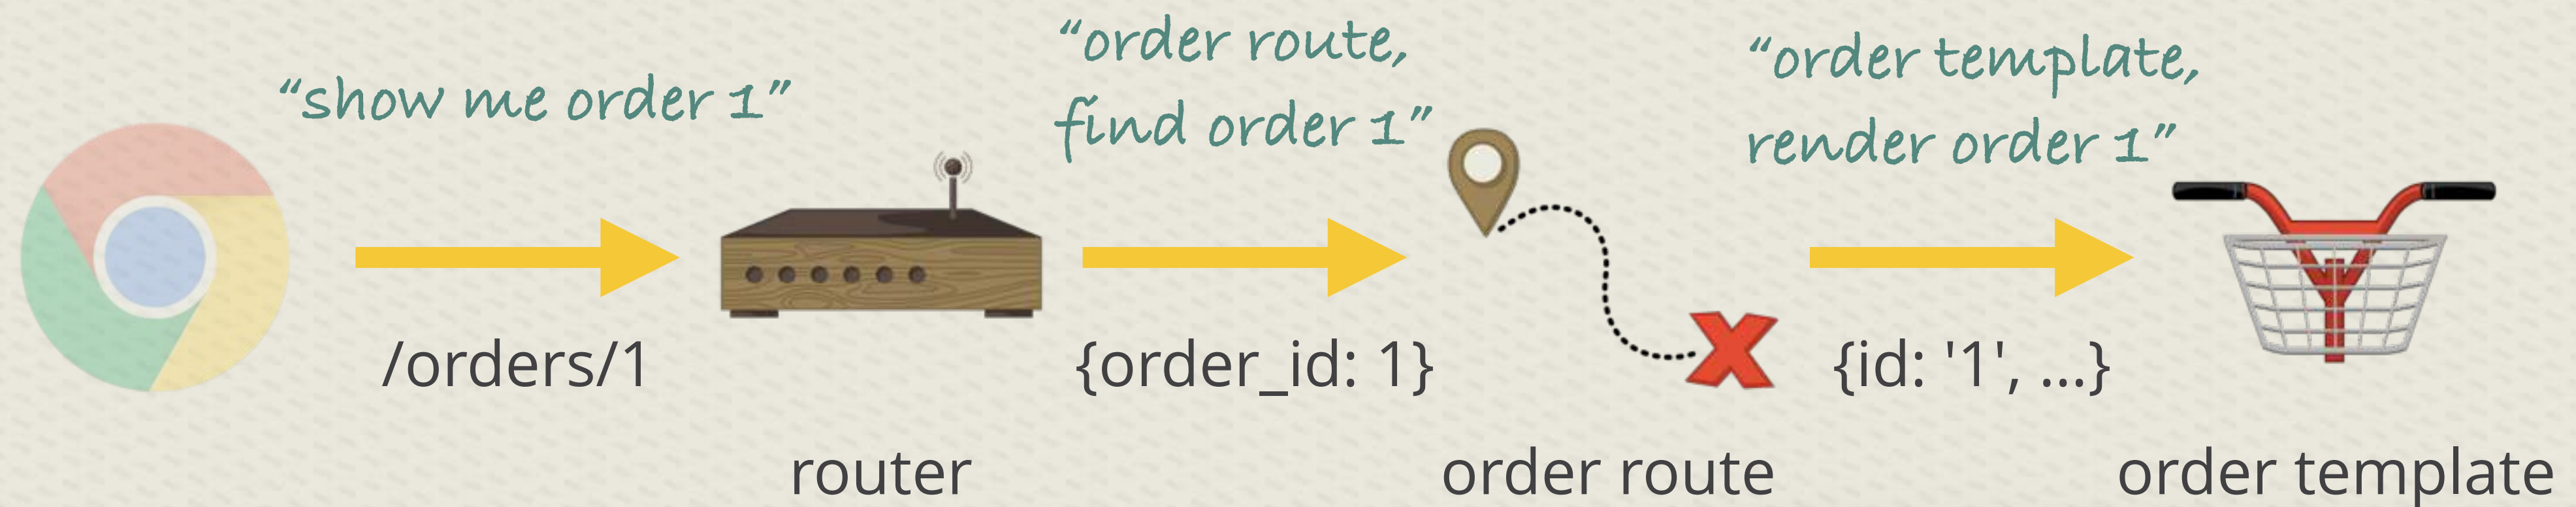 “show me order 1”
/orders/1
“order route,
find order 1”
{order_id: 1}
“order template,
render order 1”
{id: '1', ...}
router
order route
order template